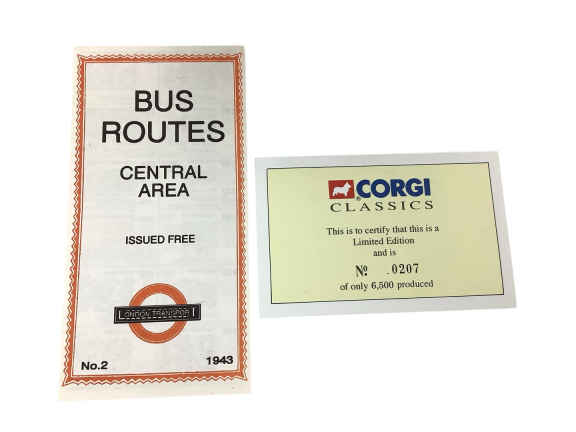 BUS
ROUTES
CENTRAL
AREA
ISSUED FREE
LONDON TRANSPORT
No.2 1943
CORGI
CLASSICS
This is to certify that this is a
Limited Edition
and is
№ .0207
of only 6,500 produced